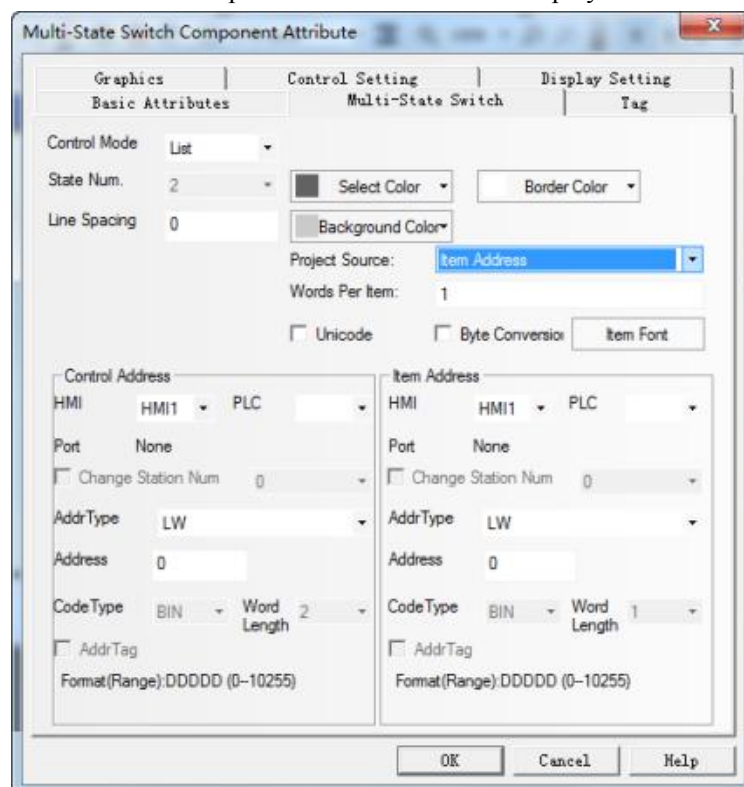 Multi-State Switch Component Attribute
Graphics Control Setting Display Setting
Basic Attributes Multi-State Switch Tag
Control Mode List
State Num. 2 Select Color Border Color
Line Spacing 0 Background Color
Project Source: Item Address
Words Per Item: 1
Unicode Byte Conversio Item Font
Control Address Item Address
HMI HMI1 PLC HMI HMI1 PLC
Port None Port None
Change Station Num 0 Change Station Num 0
AddrType LW AddrType LW
Address 0 Address 0
CodeType BIN Word Length 2 CodeType BIN Word Length 1
AddrTag AddrTag
Format(Range):DDDDD (0--10255) Format(Range):DDDDD (0--10255)
OK Cancel Help